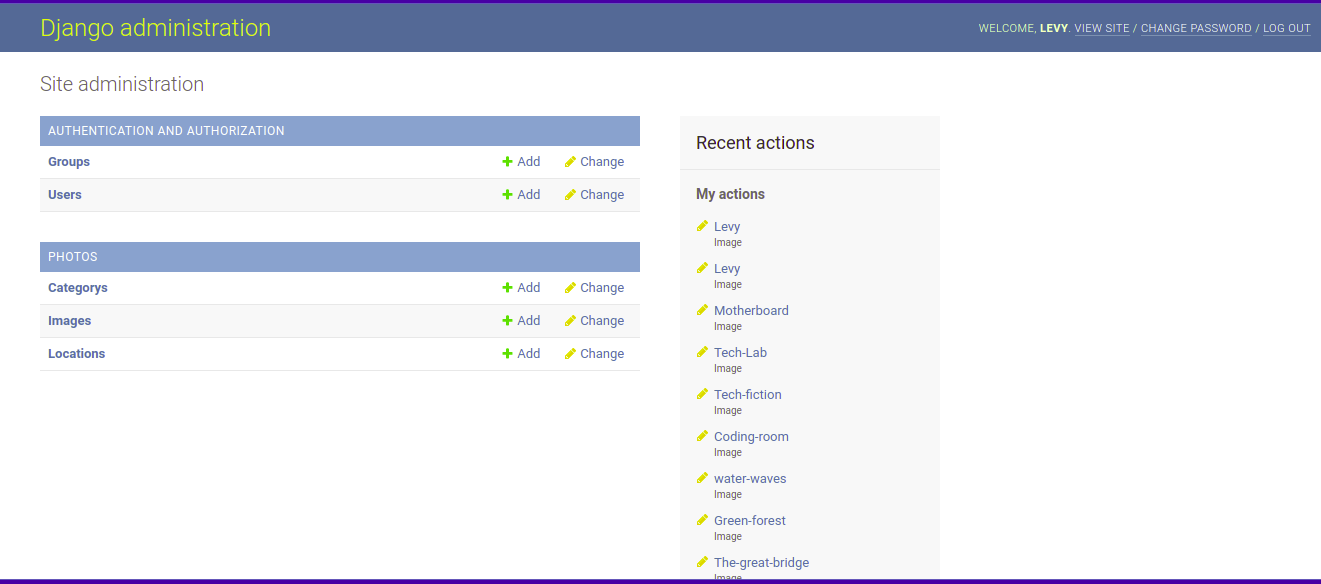 Django administration
WELCOME, LEVY. VIEW SITE / CHANGE PASSWORD / LOG OUT
Site administration
AUTHENTICATION AND AUTHORIZATION
Groups Add Change
Users Add Change
PHOTOS
Categorys Add Change
Images Add Change
Locations Add Change
Recent actions
My actions
Levy
Image
Levy
Image
Motherboard
Image
Tech-Lab
Image
Tech-fiction
Image
Coding-room
Image
water-waves
Image
Green-forest
Image
The-great-bridge
Image